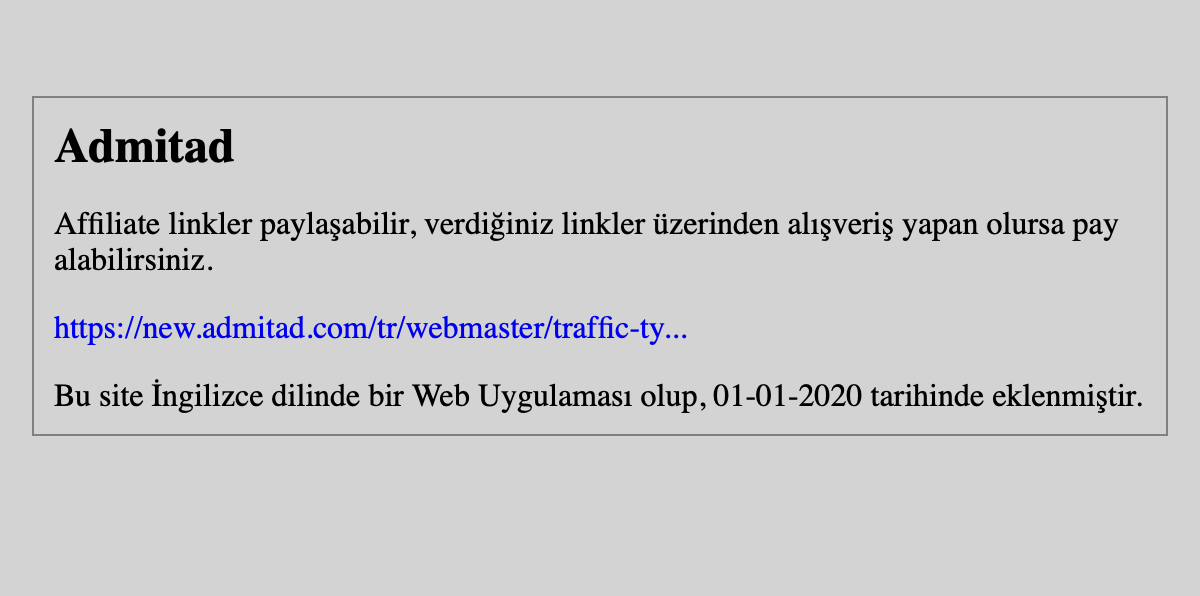 Admitad
Affiliate linkler paylaşabilir, verdiğiniz linkler üzerinden alışveriş yapan olursa pay
alabilirsiniz.
https://new.admitad.com/tr/webmaster/traffic-ty...
Bu site İngilizce dilinde bir Web Uygulaması olup, 01-01-2020 tarihinde eklenmiştir.